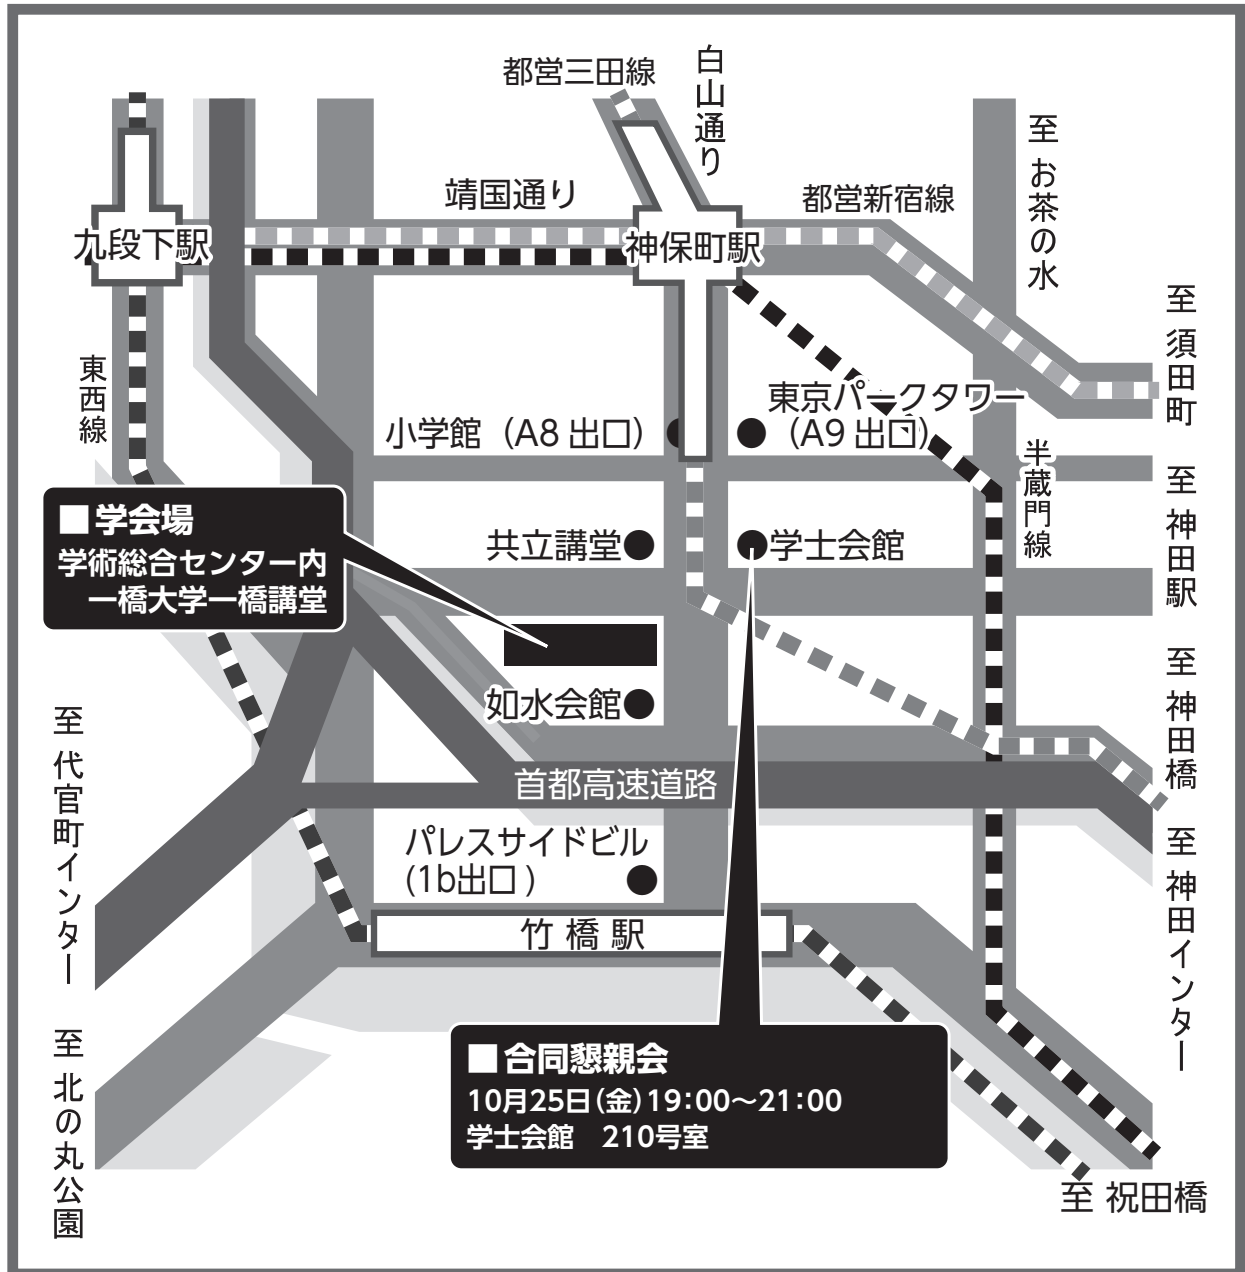 都営三田線
白山通り
至 お茶の水
靖国通り
都営新宿線
九段下駅
神保町駅
至 須田町
東西線
東京パークタワー
小学館（A8 出口）
（A9 出口）
半蔵門線
至 神田駅
■学会場
学術総合センター内
一橋大学一橋講堂
共立講堂
学士会館
至 神田橋
如水会館
至 代官町インター
首都高速道路
パレスサイドビル
(1b出口)
至 神田インター
竹橋駅
至 北の丸公園
■合同懇親会
10月25日（金）19：00〜21：00
学士会館　210号室
至 祝田橋